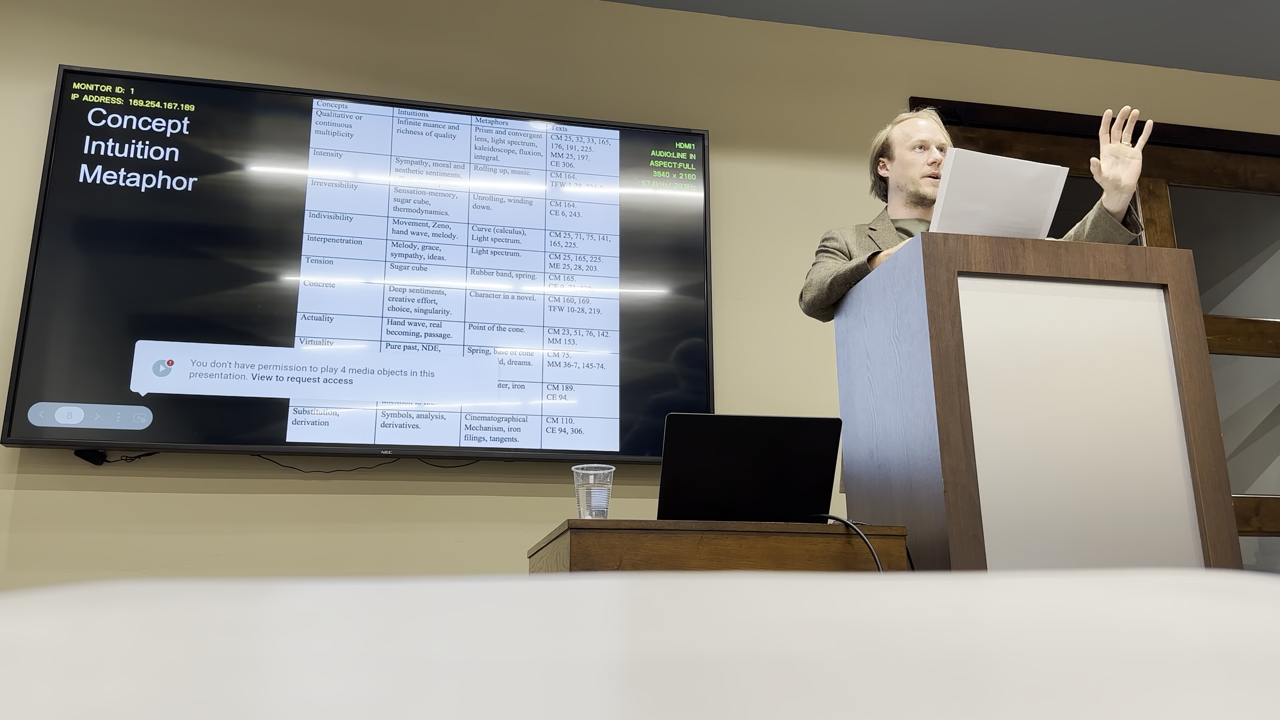 MONITOR ID: 1
IP ADDRESS: 169.254.167.189
Concept
Intuition
Metaphor
HDMI1
AUDIO:LINE IN
ASPECT:FULL
3840 x 2160
Concepts
Intuitions
Metaphors
Texts
Qualitative or
continuous
multiplicity
Infinite nuance and
richness of quality
Prism and convergent
lens, light spectrum,
kaleidoscope, fluxion,
integral.
CM 25, 32, 33, 165,
176, 191, 225.
MM 25, 197.
CE 306.
Intensity
Sympathy, moral and
aesthetic sentiments.
Rolling up, music.
CM 164.
Irreversibility
Sensation-memory,
sugar cube,
thermodynamics.
Unrolling, winding
down.
CM 164.
CE 6, 243.
Indivisibility
Movement, Zeno,
hand wave, melody.
Curve (calculus),
Light spectrum.
CM 25, 71, 75, 141,
165, 225.
Interpenetration
Melody, grace,
sympathy, ideas.
Light spectrum.
CM 25, 165, 225.
ME 25, 28, 203.
Tension
Sugar cube
Rubber band, spring.
CM 165.
Concrete
Deep sentiments,
creative effort,
choice, singularity.
Character in a novel.
CM 160, 169.
TFW 10-28, 219.
Actuality
Hand wave, real
becoming, passage.
Point of the cone.
CM 23, 51, 76, 142
MM 153.
Virtuality
Pure past, NDE,
Spring, base of cone
dreams.
CM 75.
MM 36-7, 145-74.
iron
CM 189.
CE 94.
Substitution,
derivation
Symbols, analysis,
derivatives.
Cinematographical
Mechanism, iron
filings, tangents.
CM 110.
CE 94, 306.
You don't have permission to play 4 media objects in this
presentation. View to request access
8
NEC